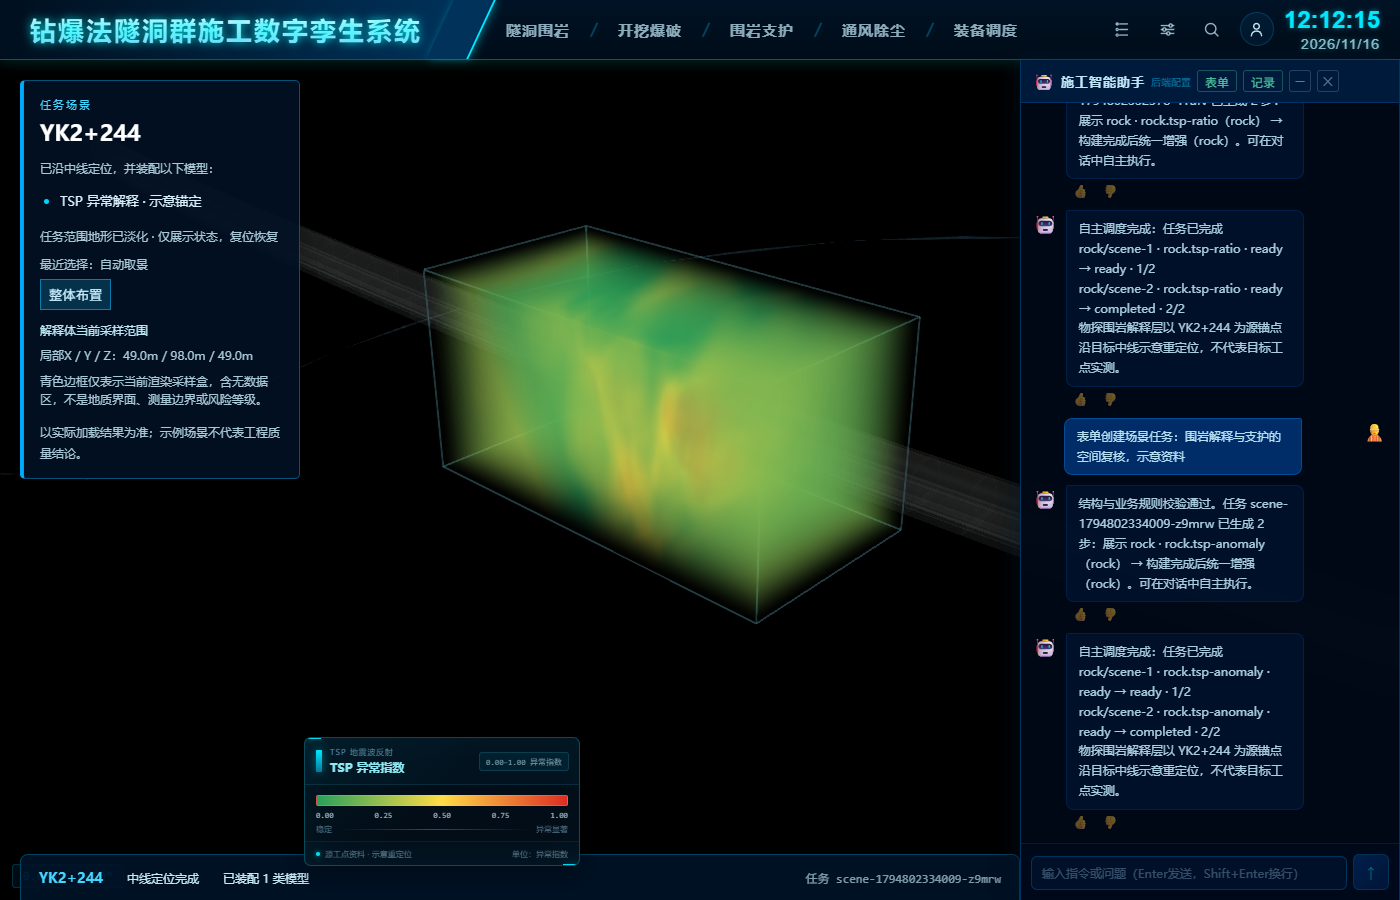 钻爆法隧洞群施工数字孪生系统
隧洞围岩 / 开挖爆破 / 围岩支护 / 通风除尘 / 装备调度
12:12:15
2026/11/16
任务场景
YK2+244
已沿中线定位，并装配以下模型：
TSP 异常解释 · 示意锚定
任务范围地形已淡化 · 仅展示状态，复位恢复
最近选择：自动取景
整体布置
解释体当前采样范围
局部X / Y / Z：49.0m / 98.0m / 49.0m
青色边框仅表示当前渲染采样盒，含无数据
区，不是地质界面、测量边界或风险等级。
以实际加载结果为准；示例场景不代表工程质
量结论。
施工智能助手 后端配置 表单 记录
展示 rock · rock.tsp-ratio（rock） →
构建完成后统一增强（rock）。可在对
话中自主执行。
自主调度完成：任务已完成
rock/scene-1 · rock.tsp-ratio · ready
→ ready · 1/2
rock/scene-2 · rock.tsp-ratio · ready
→ completed · 2/2
物探围岩解释层以 YK2+244 为源锚点
沿目标中线示意重定位，不代表目标工
点实测。
表单创建场景任务：围岩解释与支护的
空间复核，示意资料
结构与业务规则校验通过。任务 scene-
1794802334009-z9mrw 已生成 2
步：展示 rock · rock.tsp-anomaly
（rock） → 构建完成后统一增强
（rock）。可在对话中自主执行。
自主调度完成：任务已完成
rock/scene-1 · rock.tsp-anomaly ·
ready → ready · 1/2
rock/scene-2 · rock.tsp-anomaly ·
ready → completed · 2/2
物探围岩解释层以 YK2+244 为源锚点
沿目标中线示意重定位，不代表目标工
点实测。
输入指令或问题（Enter发送，Shift+Enter换行）
TSP 地震波反射
TSP 异常指数
0.00-1.00 异常指数
0.00 0.25 0.50 0.75 1.00
稳定 异常显著
源工点资料 · 示意重定位 单位：异常指数
YK2+244 中线定位完成 已装配 1 类模型
任务 scene-1794802334009-z9mrw